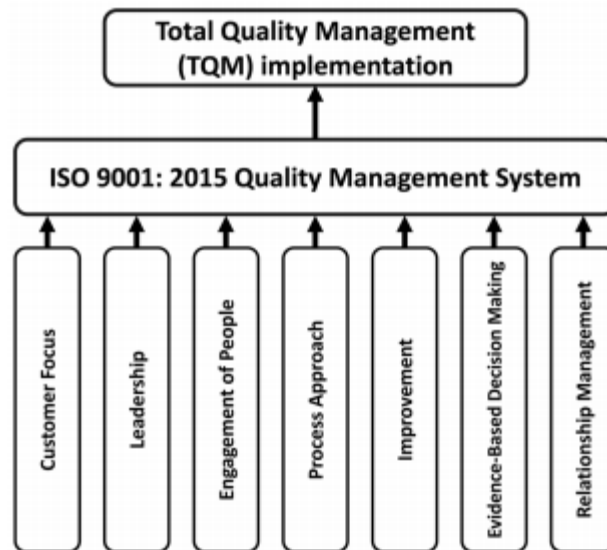 Total Quality Management
(TQM) implementation
ISO 9001: 2015 Quality Management System
Customer Focus
Leadership
Engagement of People
Process Approach
Improvement
Evidence-Based Decision Making
Relationship Management